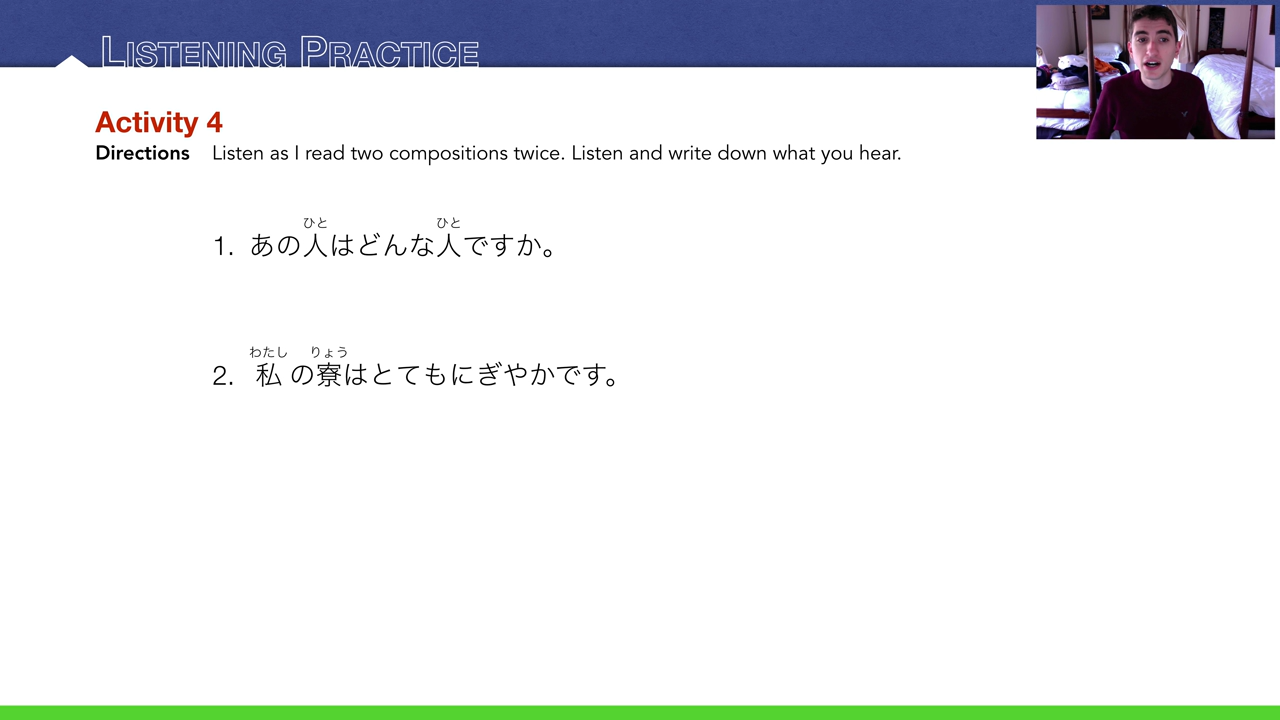 LISTENING PRACTICE
Activity 4
Directions Listen as I read two compositions twice. Listen and write down what you hear.
ひと ひと
1. あの人はどんな人ですか。
わたし りょう
2. 私の寮はとてもにぎやかです。